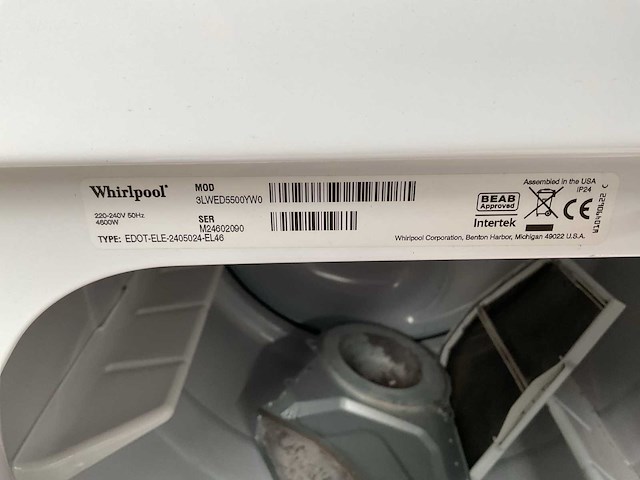 Whirlpool
MOD
3LWED5500YW0
220-240V 50Hz
4600W
SER
M24602090
TYPE: EDOT-ELE-2405024-EL46
BEAB
Approved
Intertek
Assembled in the USA
IP24
CE
Whirlpool Corporation, Benton Harbor, Michigan 49022 U.S.A.